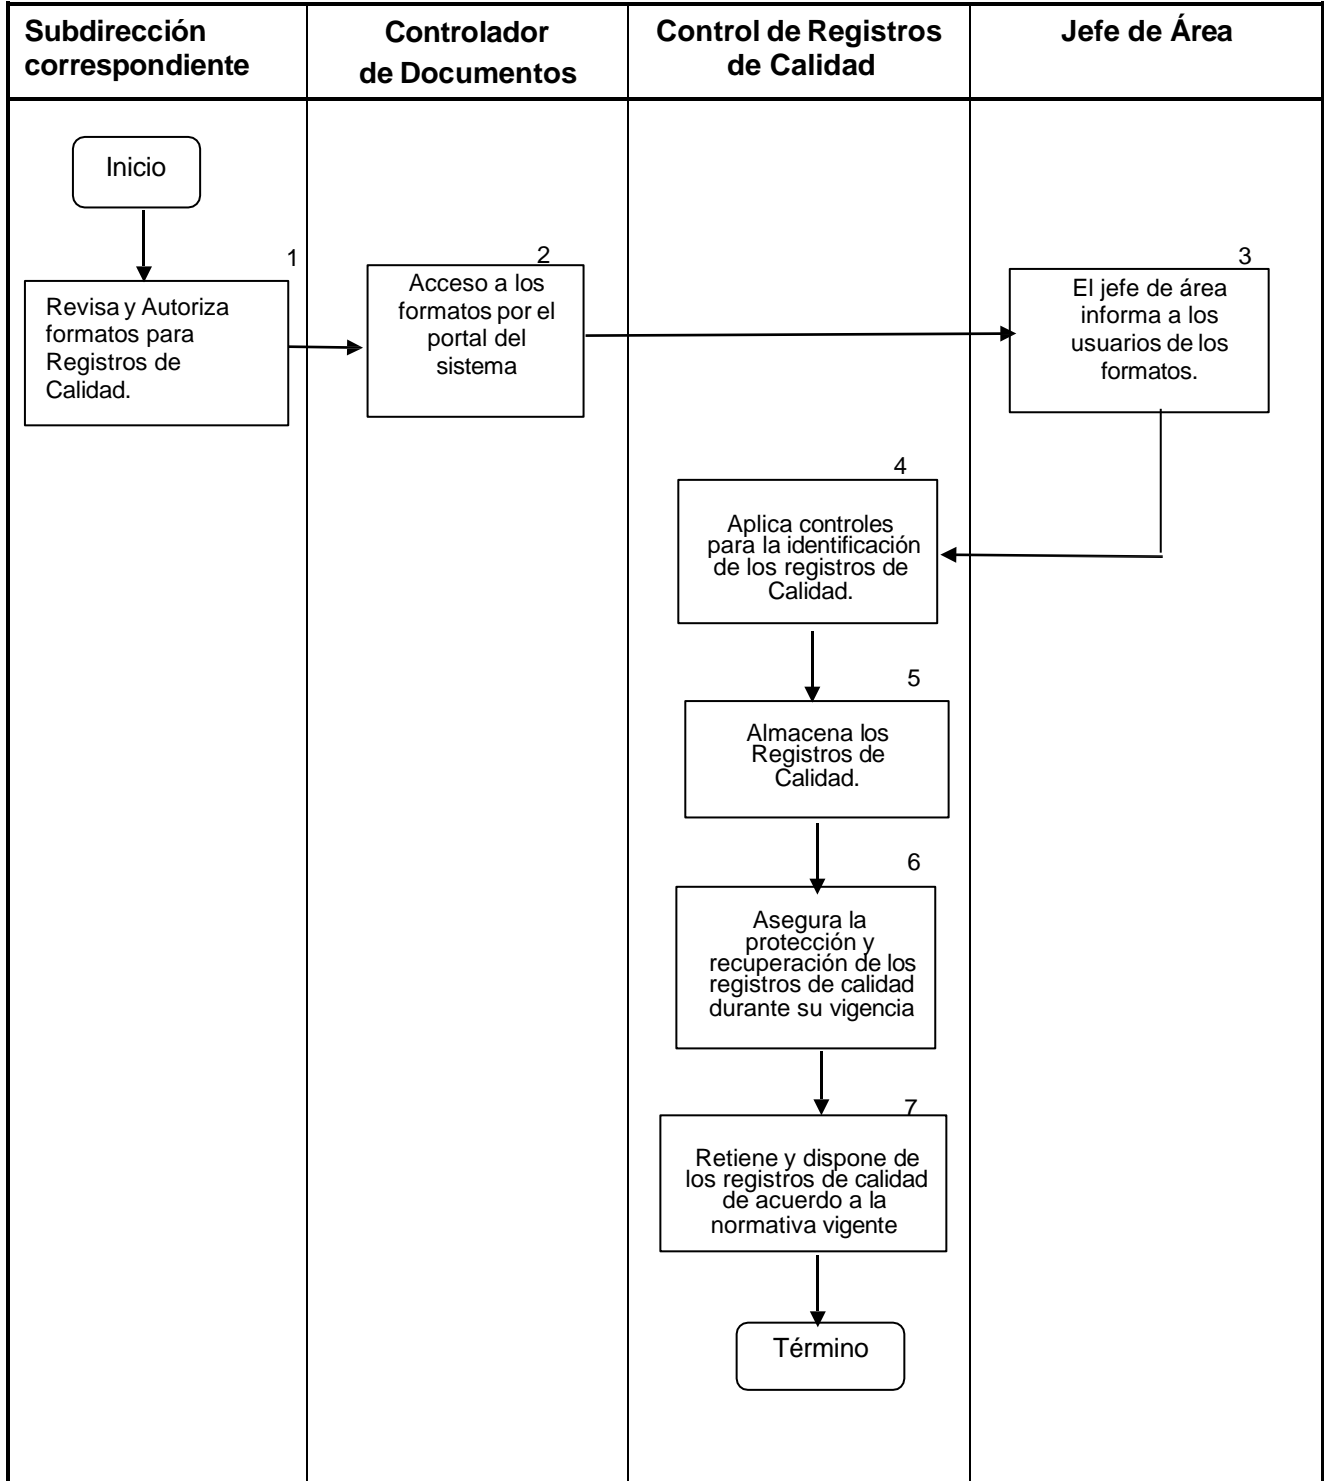 Subdirección
correspondiente
Controlador
de Documentos
Control de Registros
de Calidad
Jefe de Área
Inicio
1
Revisa y Autoriza
formatos para
Registros de
Calidad.
2
Acceso a los
formatos por el
portal del
sistema
3
El jefe de área
informa a los
usuarios de los
formatos.
4
Aplica controles
para la identificación
de los registros de
Calidad.
5
Almacena los
Registros de
Calidad.
6
Asegura la
protección y
recuperación de los
registros de calidad
durante su vigencia
7
Retiene y dispone de
los registros de calidad
de acuerdo a la
normativa vigente
Término